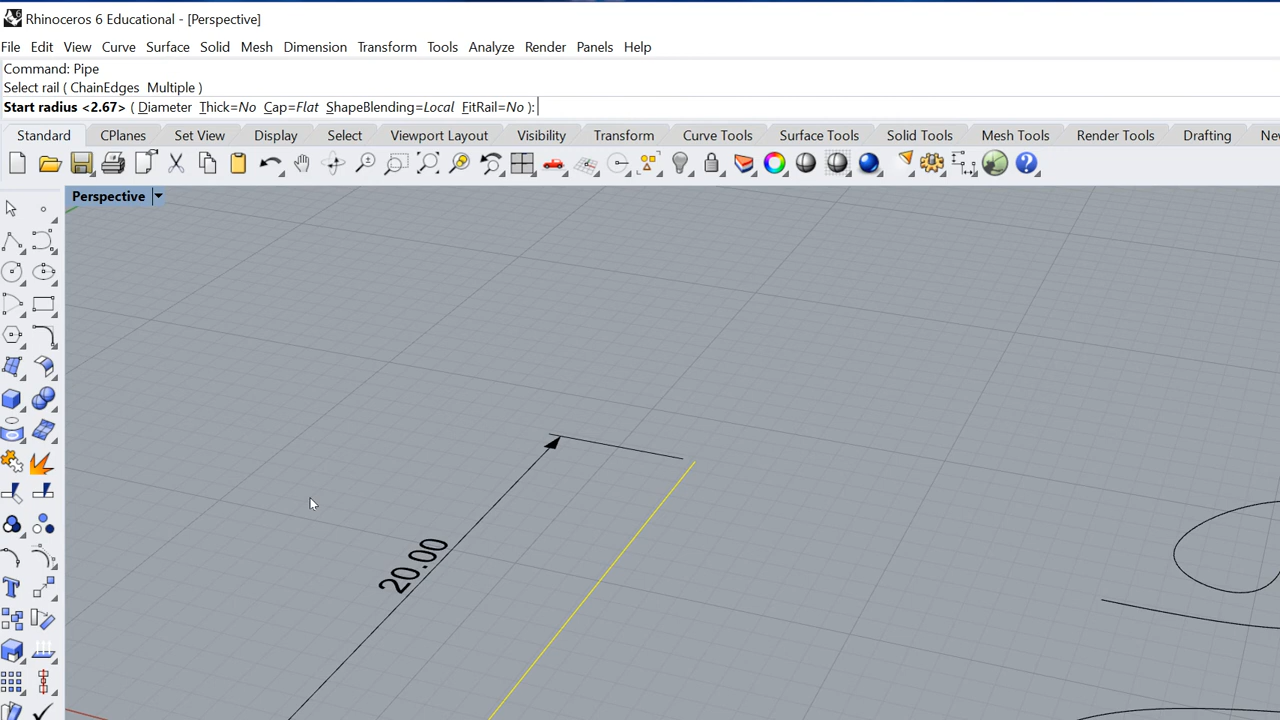 Rhinoceros 6 Educational - [Perspective]
File Edit View Curve Surface Solid Mesh Dimension Transform Tools Analyze Render Panels Help
Command: Pipe
Select rail ( ChainEdges Multiple )
Start radius <2.67> ( Diameter Thick=No Cap=Flat ShapeBlending=Local FitRail=No ):
Standard CPlanes Set View Display Select Viewport Layout Visibility Transform Curve Tools Surface Tools Solid Tools Mesh Tools Render Tools Drafting Ne
Perspective
20.00